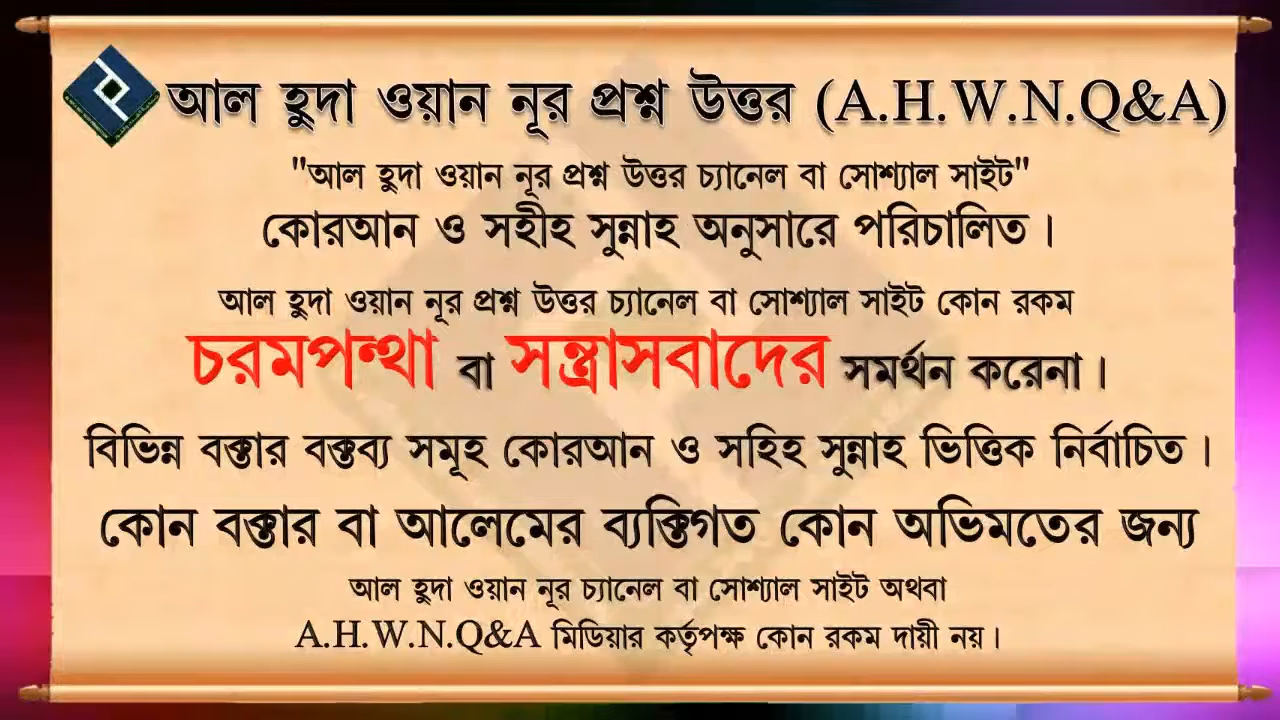 আল হুদা ওয়ান নূর প্রশ্ন উত্তর (A.H.W.N.Q&A)
"আল হুদা ওয়ান নূর প্রশ্ন উত্তর চ্যানেল বা সোশ্যাল সাইট"
কোরআন ও সহীহ সুন্নাহ অনুসারে পরিচালিত।
আল হুদা ওয়ান নূর প্রশ্ন উত্তর চ্যানেল বা সোশ্যাল সাইট কোন রকম
চরমপন্থা বা সন্ত্রাসবাদের সমর্থন করেনা।
বিভিন্ন বক্তার বক্তব্য সমূহ কোরআন ও সহিহ সুন্নাহ ভিত্তিক নির্বাচিত।
কোন বক্তার বা আলেমের ব্যক্তিগত কোন অভিমতের জন্য
আল হুদা ওয়ান নূর চ্যানেল বা সোশ্যাল সাইট অথবা
A.H.W.N.Q&A মিডিয়ার কর্তৃপক্ষ কোন রকম দায়ী নয়।